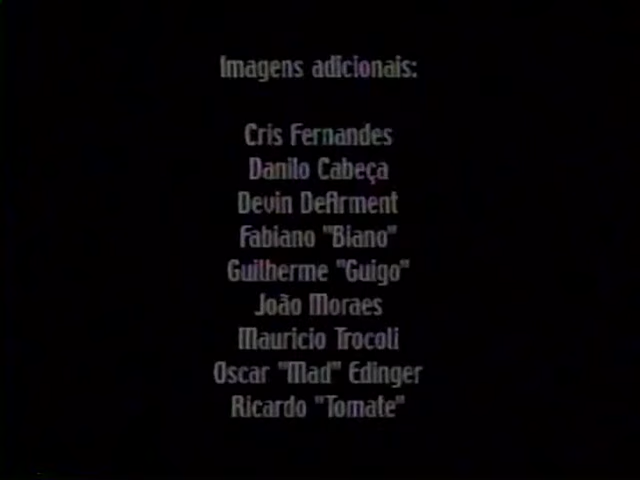 Imagens adicionais:
Cris Fernandes
Danilo Cabeça
Devin DeArment
Fabiano "Biano"
Guilherme "Guigo"
João Moraes
Mauricio Trocoli
Oscar "Mad" Edinger
Ricardo "Tomate"